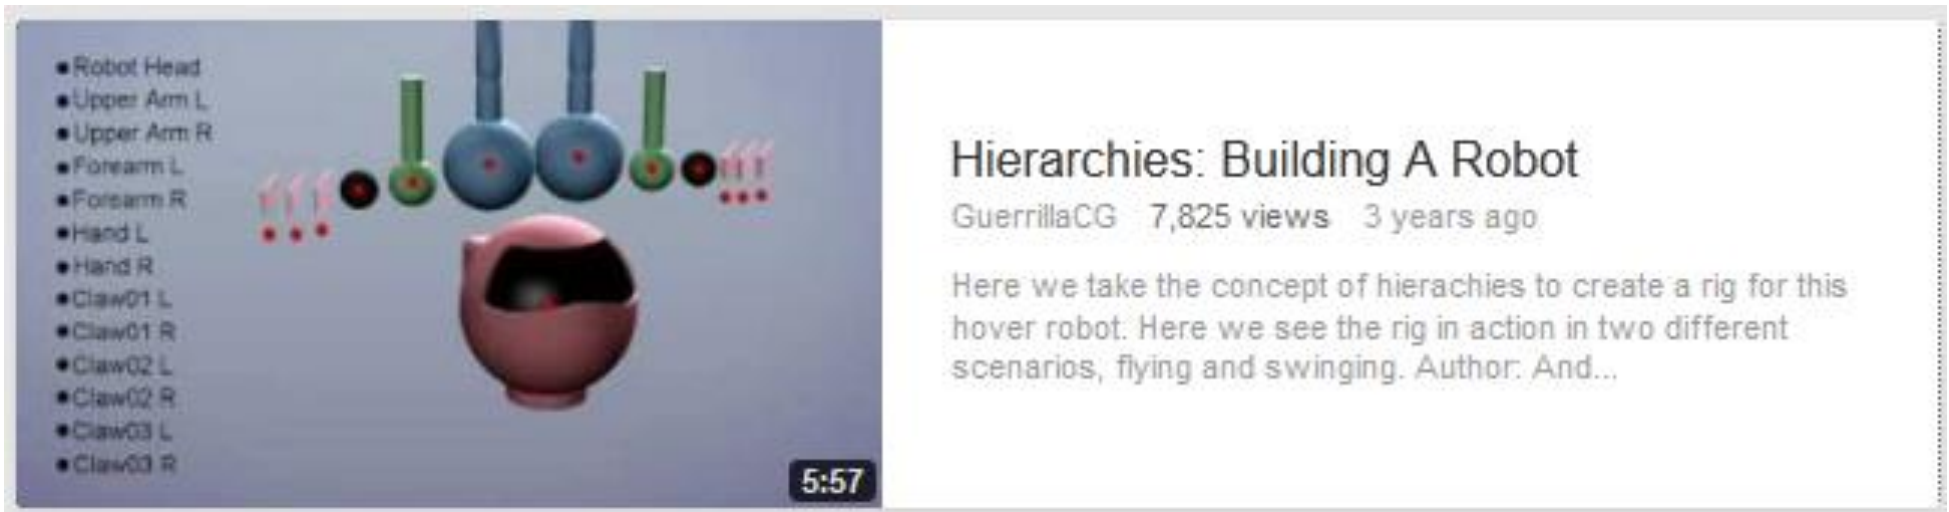 Robot Head
Upper Arm L
Upper Arm R
Forearm L
Forearm R
Hand L
Hand R
Claw01 L
Claw01 R
Claw02 L
Claw02 R
Claw03 L
Claw03 R
5:57
Hierarchies: Building A Robot
GuerrillaCG 7,825 views 3 years ago
Here we take the concept of hierachies to create a rig for this
hover robot. Here we see the rig in action in two different
scenarios, flying and swinging. Author: And...